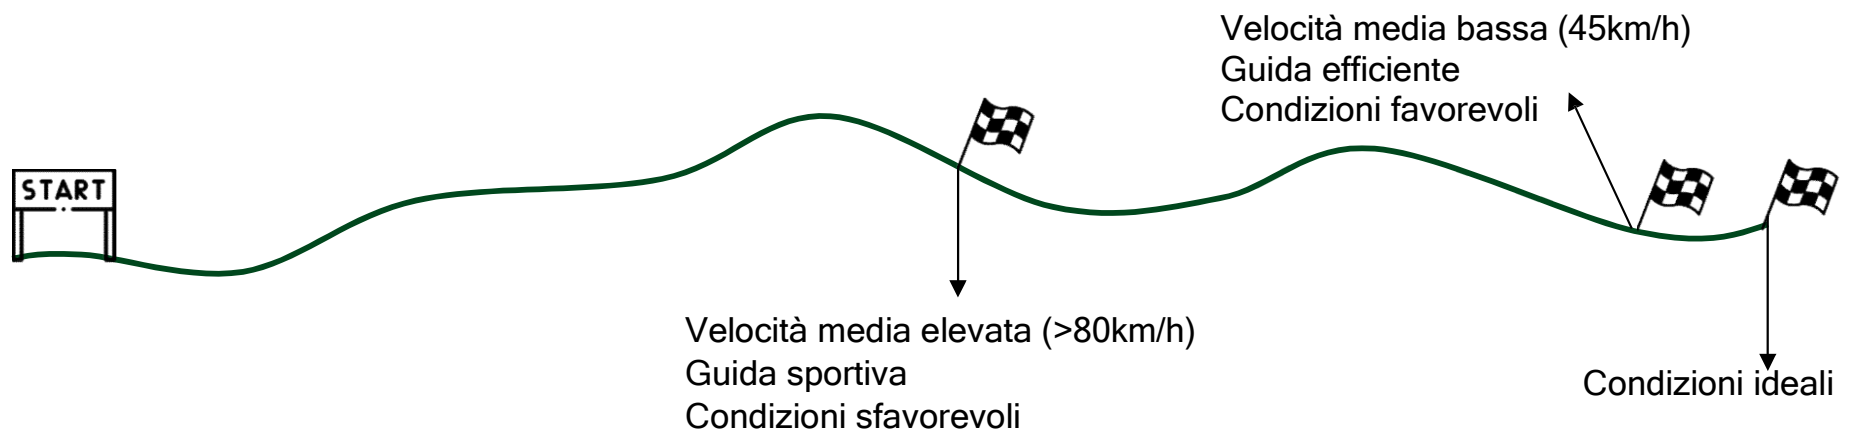 Velocità media bassa (45km/h)
Guida efficiente
Condizioni favorevoli
START
Velocità media elevata (>80km/h)
Guida sportiva
Condizioni sfavorevoli
Condizioni ideali